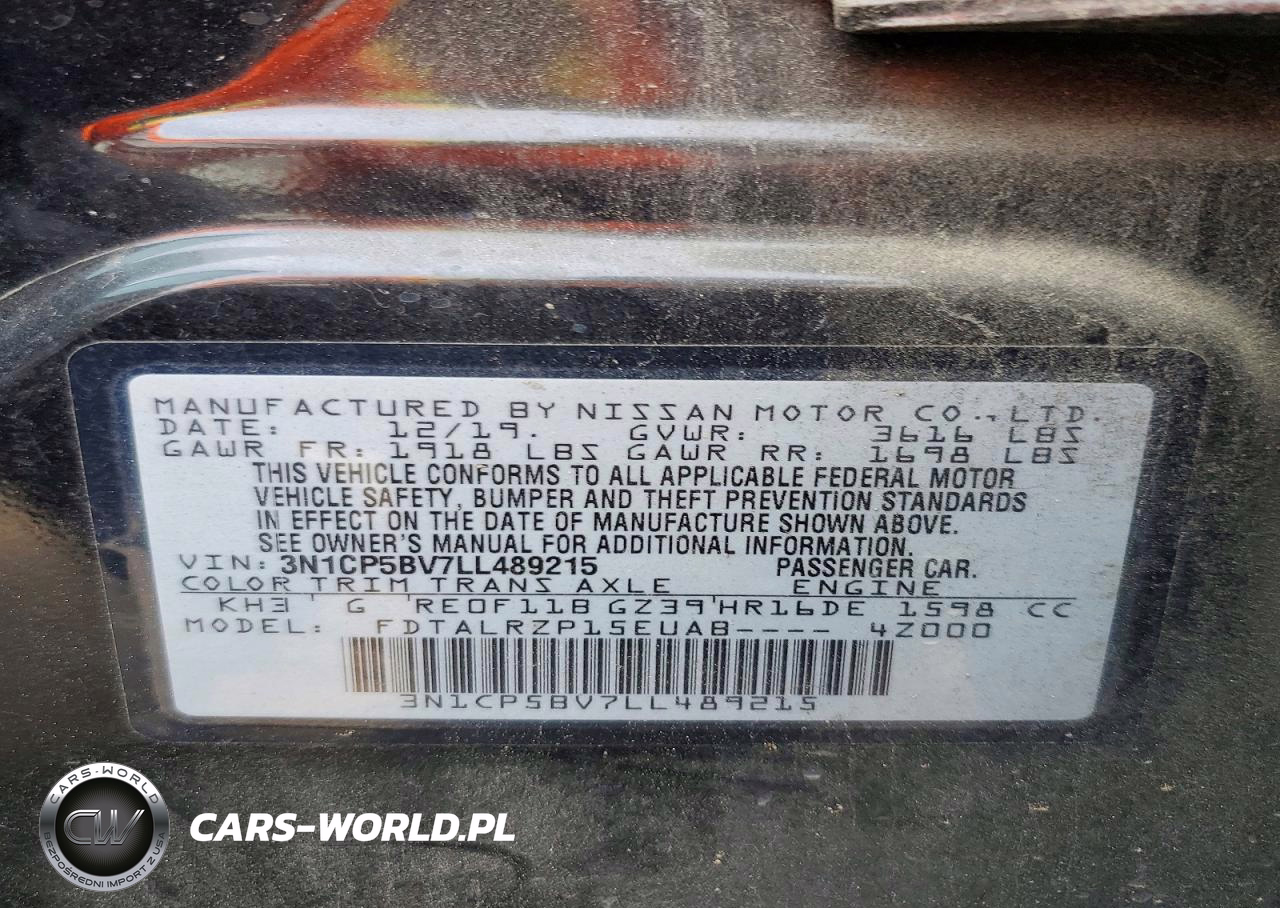 MANUFACTURED BY NISSAN MOTOR CO., LTD.
DATE: 12/19. GVWR: 3616 LBS
GAWR FR: 1918 LBS GAWR RR: 1698 LBS
THIS VEHICLE CONFORMS TO ALL APPLICABLE FEDERAL MOTOR
VEHICLE SAFETY, BUMPER AND THEFT PREVENTION STANDARDS
IN EFFECT ON THE DATE OF MANUFACTURE SHOWN ABOVE.
SEE OWNER'S MANUAL FOR ADDITIONAL INFORMATION.
VIN: 3N1CP5BV7LL489215 PASSENGER CAR.
COLOR TRIM TRANS AXLE ENGINE
KH3 G RE0F11B GZ39 HR16DE 1598 CC
MODEL: FDTALRZP15EUAB---- 4Z000
3N1CP5BV7LL489215
CARS-WORLD
CW
BEZPOŚREDNI IMPORT Z USA
CARS-WORLD.PL